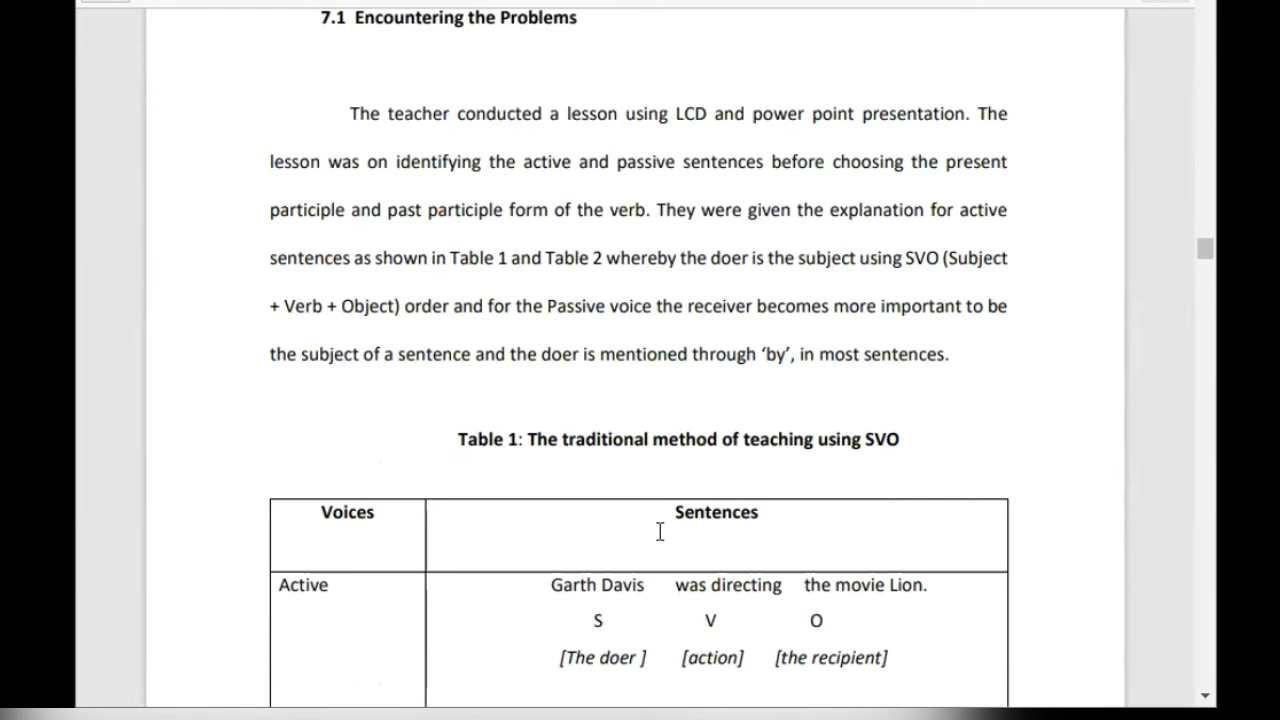 7.1 Encountering the Problems
The teacher conducted a lesson using LCD and power point presentation. The
lesson was on identifying the active and passive sentences before choosing the present
participle and past participle form of the verb. They were given the explanation for active
sentences as shown in Table 1 and Table 2 whereby the doer is the subject using SVO (Subject
+ Verb + Object) order and for the Passive voice the receiver becomes more important to be
the subject of a sentence and the doer is mentioned through ‘by’, in most sentences.
Table 1: The traditional method of teaching using SVO
Voices Sentences
Active Garth Davis was directing the movie Lion.
S V O
[The doer ] [action] [the recipient]